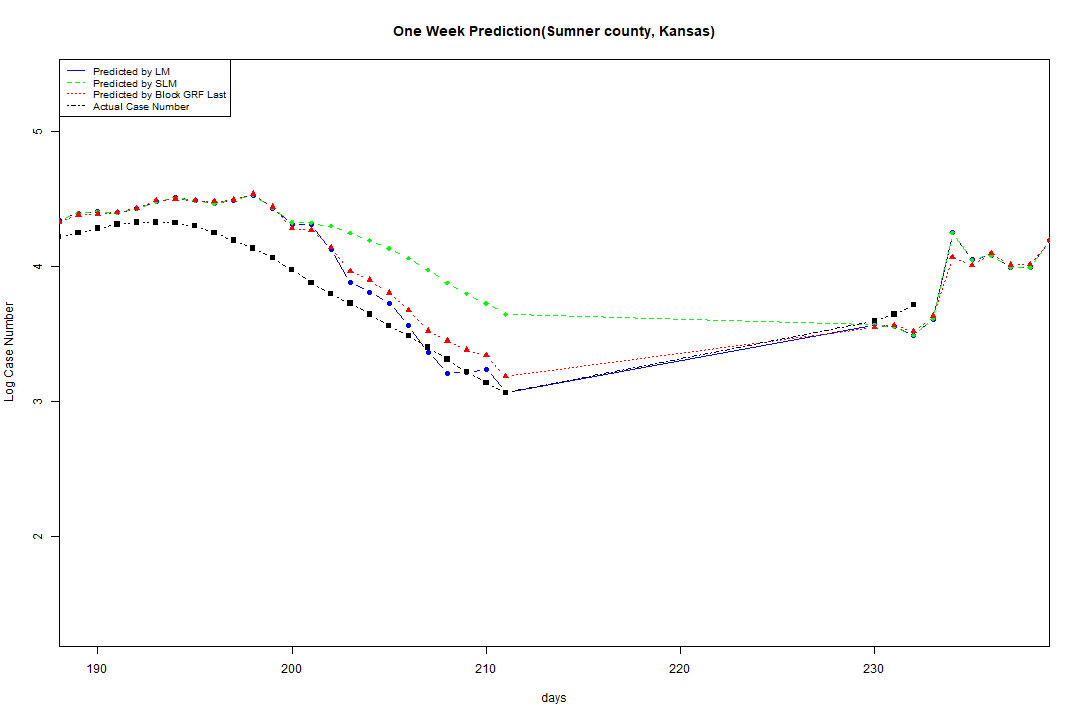 One Week Prediction(Sumner county, Kansas)
Predicted by LM
Predicted by SLM
Predicted by Block GRF Last
Actual Case Number
5
4
3
2
Log Case Number
190 200 210 220 230
days